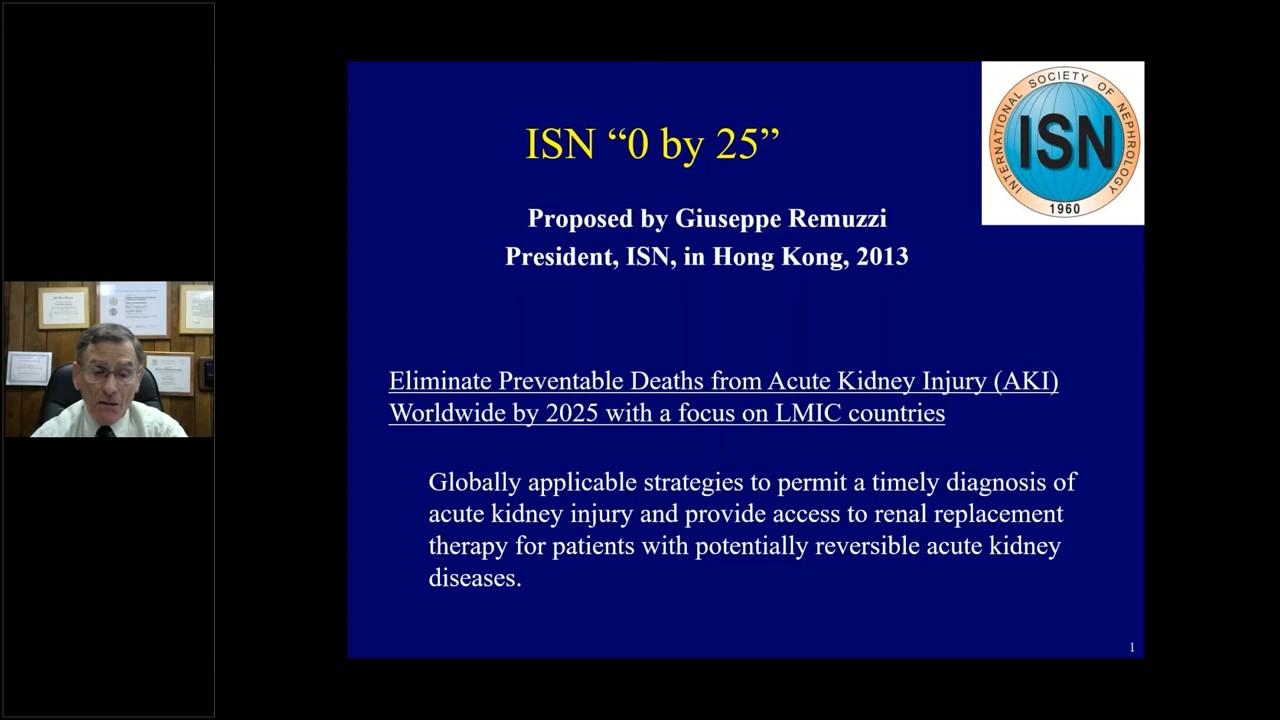 ISN “0 by 25”
INTERNATIONAL SOCIETY OF NEPHROLOGY
ISN
1960
Proposed by Giuseppe Remuzzi
President, ISN, in Hong Kong, 2013
Eliminate Preventable Deaths from Acute Kidney Injury (AKI)
Worldwide by 2025 with a focus on LMIC countries
Globally applicable strategies to permit a timely diagnosis of
acute kidney injury and provide access to renal replacement
therapy for patients with potentially reversible acute kidney
diseases.
1